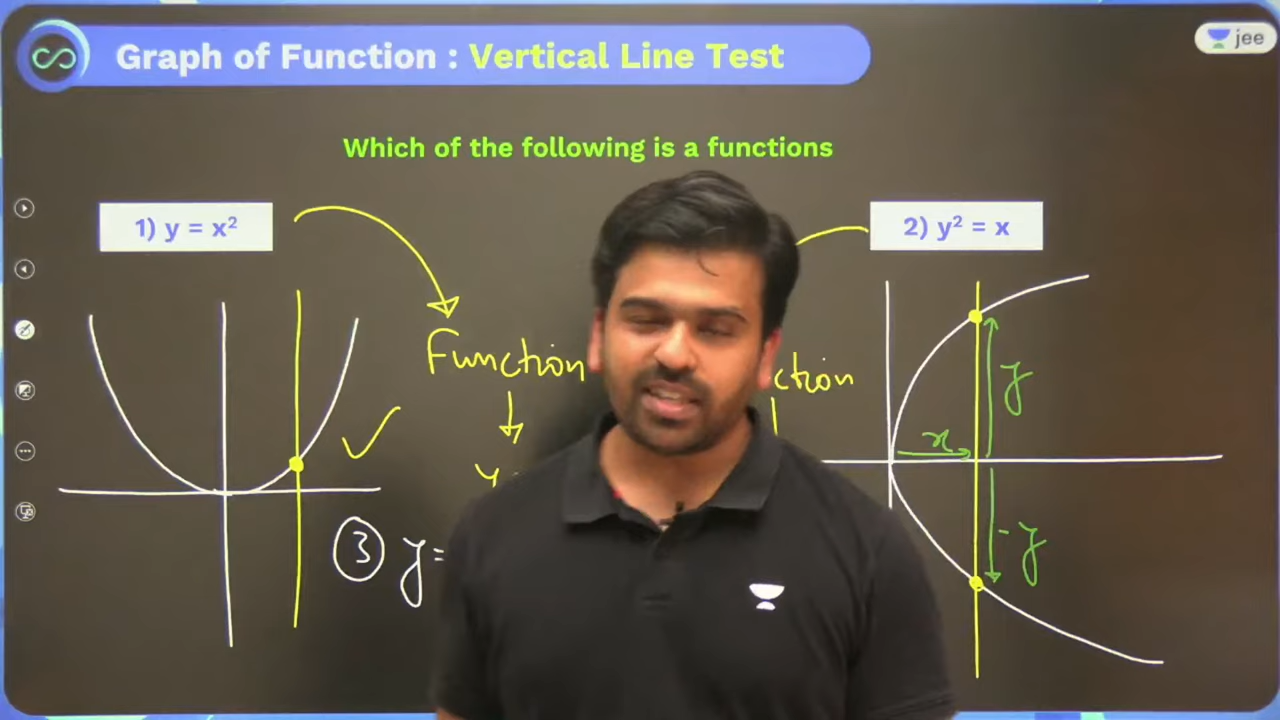 Graph of Function : Vertical Line Test
jee
Which of the following is a functions
1) y = x²
2) y² = x
Function
ction
y
x
-y
③ y=